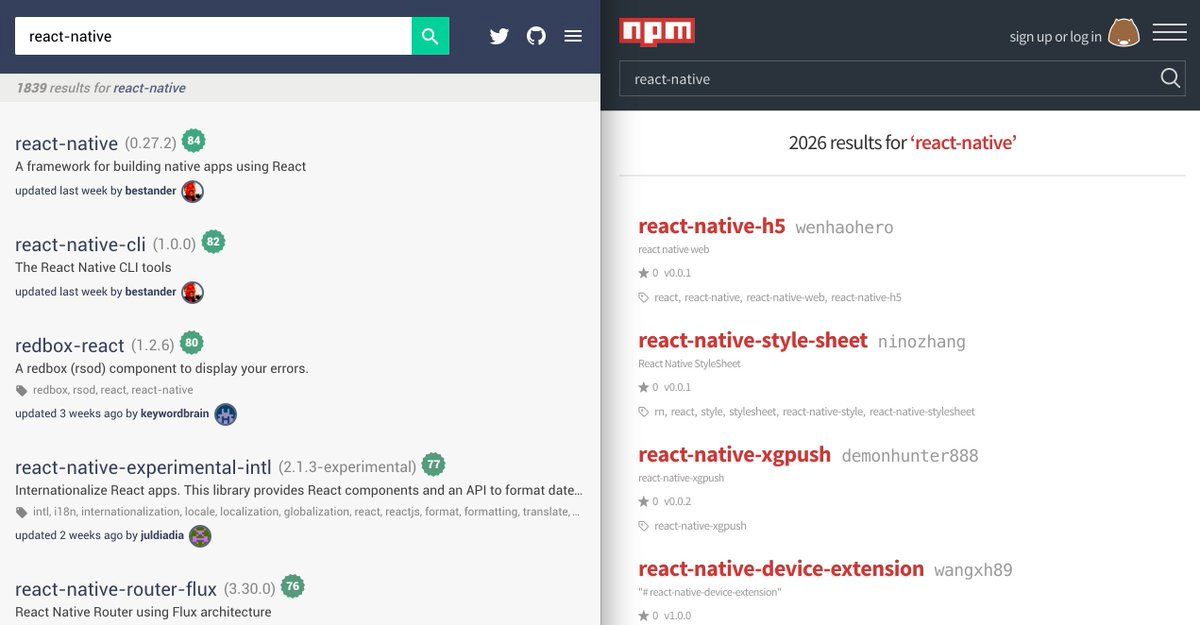 react-native
1839 results for react-native
react-native (0.27.2) 84
A framework for building native apps using React
updated last week by bestander
react-native-cli (1.0.0) 82
The React Native CLI tools
updated last week by bestander
redbox-react (1.2.6) 80
A redbox (rsod) component to display your errors.
redbox, rsod, react, react-native
updated 3 weeks ago by keywordbrain
react-native-experimental-intl (2.1.3-experimental) 77
Internationalize React apps. This library provides React components and an API to format date...
intl, i18n, internationalization, locale, localization, globalization, react, reactjs, format, formatting, translate, ...
updated 2 weeks ago by juldiadia
react-native-router-flux (3.30.0) 76
React Native Router using Flux architecture
npm
sign up or log in
react-native
2026 results for ‘react-native’
react-native-h5 wenhaohero
react native web
0 v0.0.1
react, react-native, react-native-web, react-native-h5
react-native-style-sheet ninozhang
React Native StyleSheet
0 v0.0.1
rn, react, style, stylesheet, react-native-style, react-native-stylesheet
react-native-xgpush demonhunter888
react-native-xgpush
0 v0.0.2
react-native-xgpush
react-native-device-extension wangxh89
"# react-native-device-extension"
0 v1.0.0